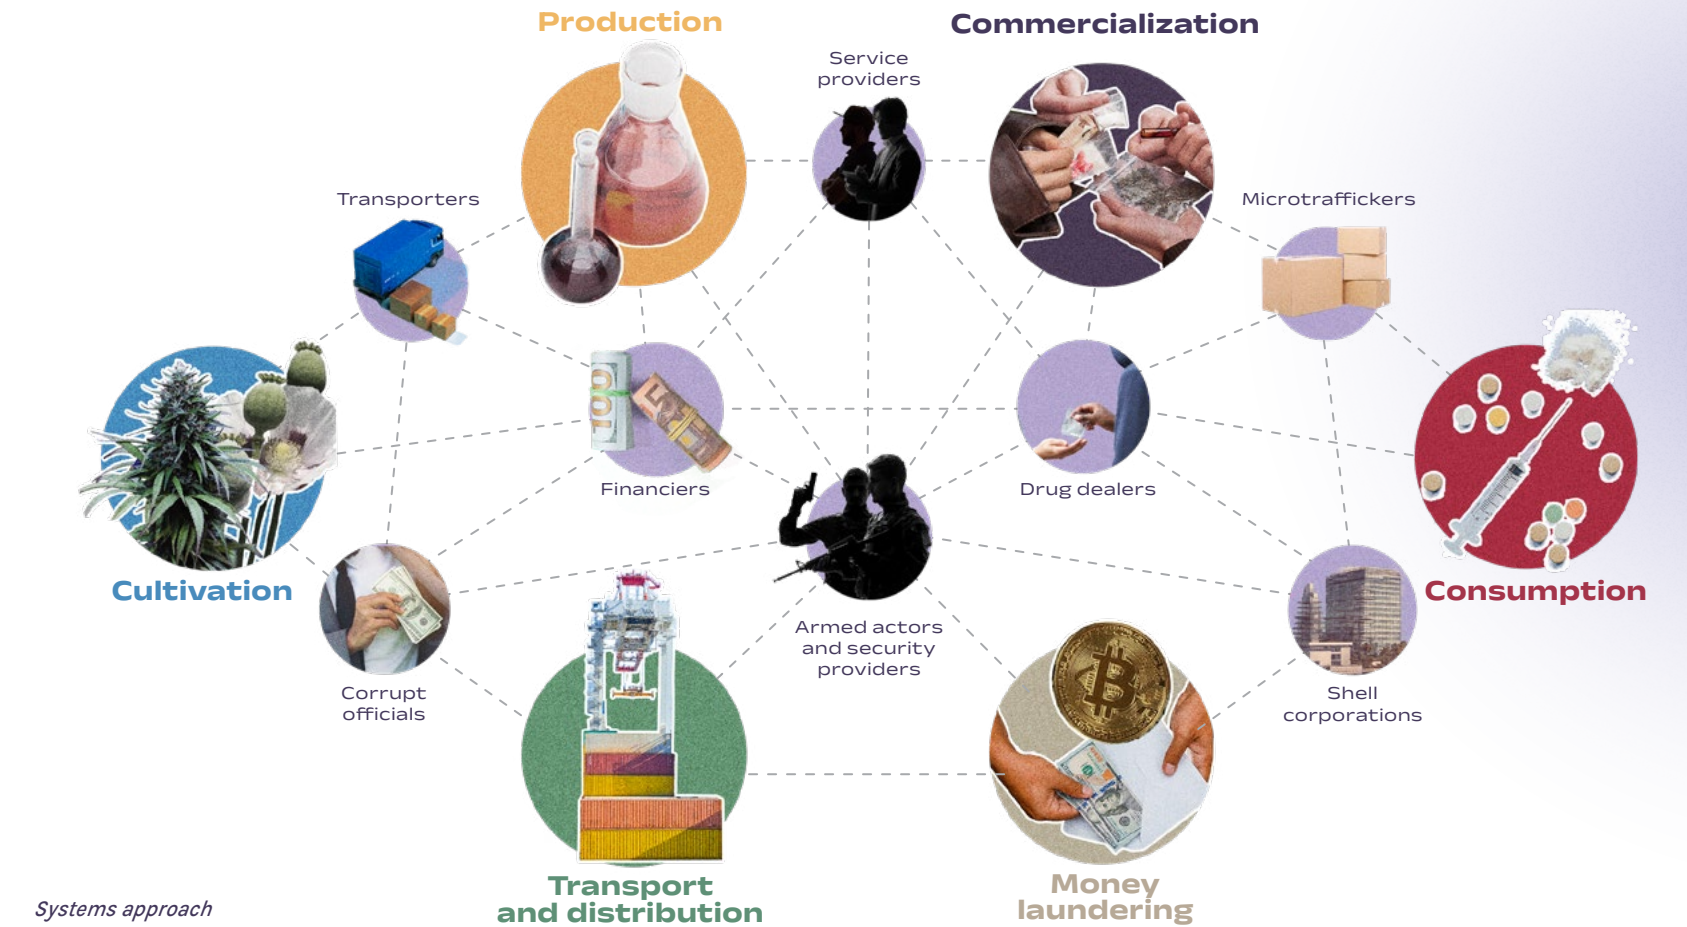 Production
Commercialization
Service
providers
Transporters
Microtraffickers
Financiers
Drug dealers
Cultivation
Consumption
Armed actors
and security
providers
Corrupt
officials
Shell
corporations
Transport
and distribution
Money
laundering
Systems approach
100